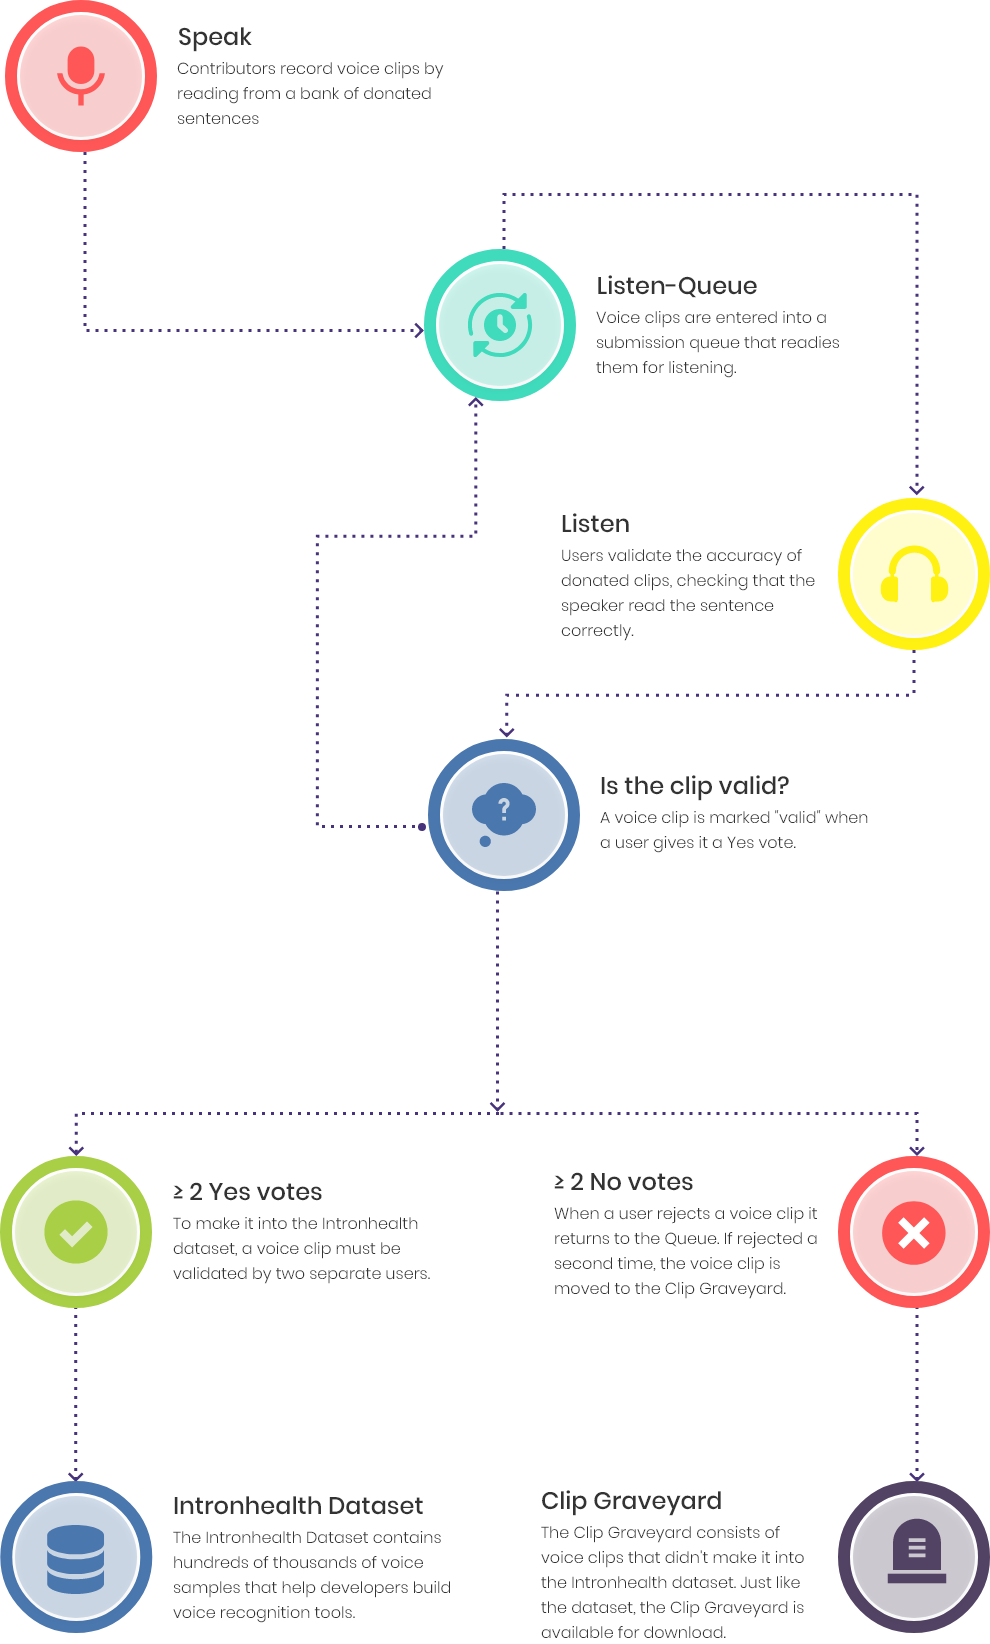 Speak
Contributors record voice clips by
reading from a bank of donated
sentences
Listen-Queue
Voice clips are entered into a
submission queue that readies
them for listening.
Listen
Users validate the accuracy of
donated clips, checking that the
speaker read the sentence
correctly.
?
Is the clip valid?
A voice clip is marked "valid" when
a user gives it a Yes vote.
≥ 2 Yes votes
To make it into the Intronhealth
dataset, a voice clip must be
validated by two separate users.
≥ 2 No votes
When a user rejects a voice clip it
returns to the Queue. If rejected a
second time, the voice clip is
moved to the Clip Graveyard.
Intronhealth Dataset
The Intronhealth Dataset contains
hundreds of thousands of voice
samples that help developers build
voice recognition tools.
Clip Graveyard
The Clip Graveyard consists of
voice clips that didn't make it into
the Intronhealth dataset. Just like
the dataset, the Clip Graveyard is
available for download.